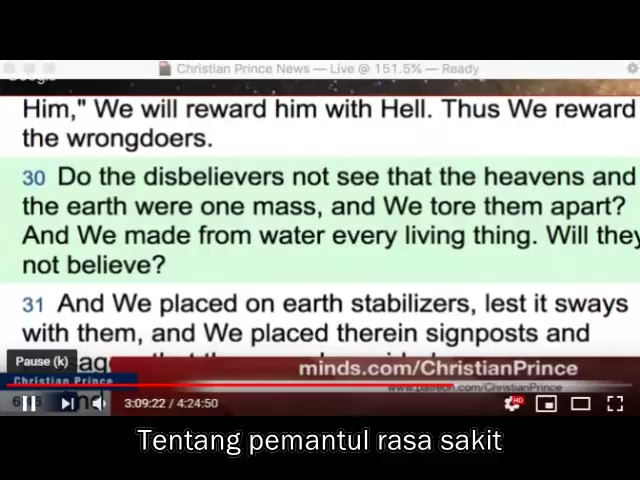 Christian Prince News — Live @ 151.5% — Ready
Him," We will reward him with Hell. Thus We reward
the wrongdoers.
30 Do the disbelievers not see that the heavens and
the earth were one mass, and We tore them apart?
And We made from water every living thing. Will they
not believe?
31 And We placed on earth stabilizers, lest it sways
with them, and We placed therein signposts and
Pause (k)
minds.com/ChristianPrince
Christian Prince
www.patreon.com/ChristianPrince
3:09:22 / 4:24:50
HD
Tentang pemantul rasa sakit